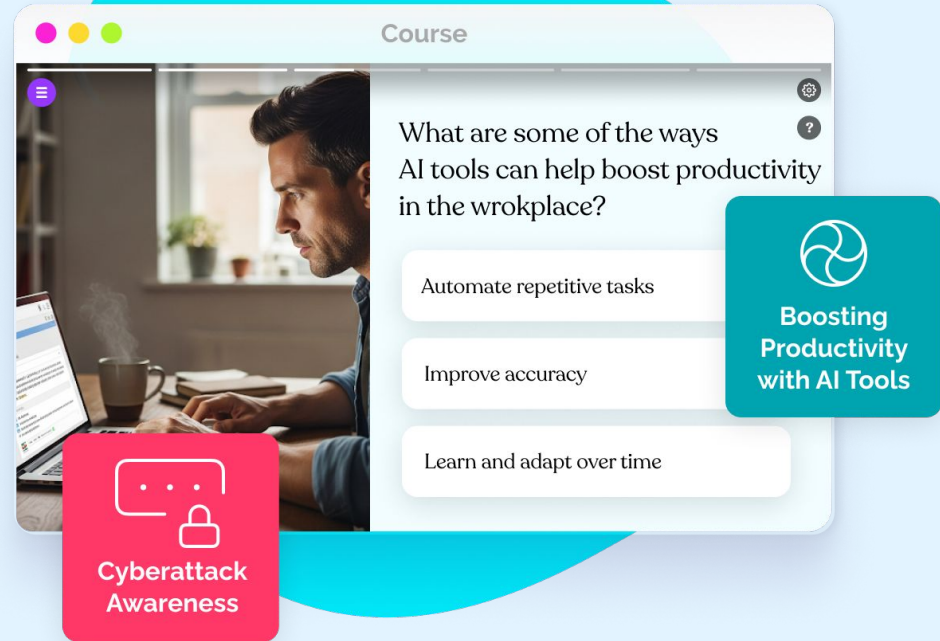 Course
?
What are some of the ways
AI tools can help boost productivity
in the wrokplace?
Automate repetitive tasks
Improve accuracy
Learn and adapt over time
Boosting
Productivity
with AI Tools
Cyberattack
Awareness